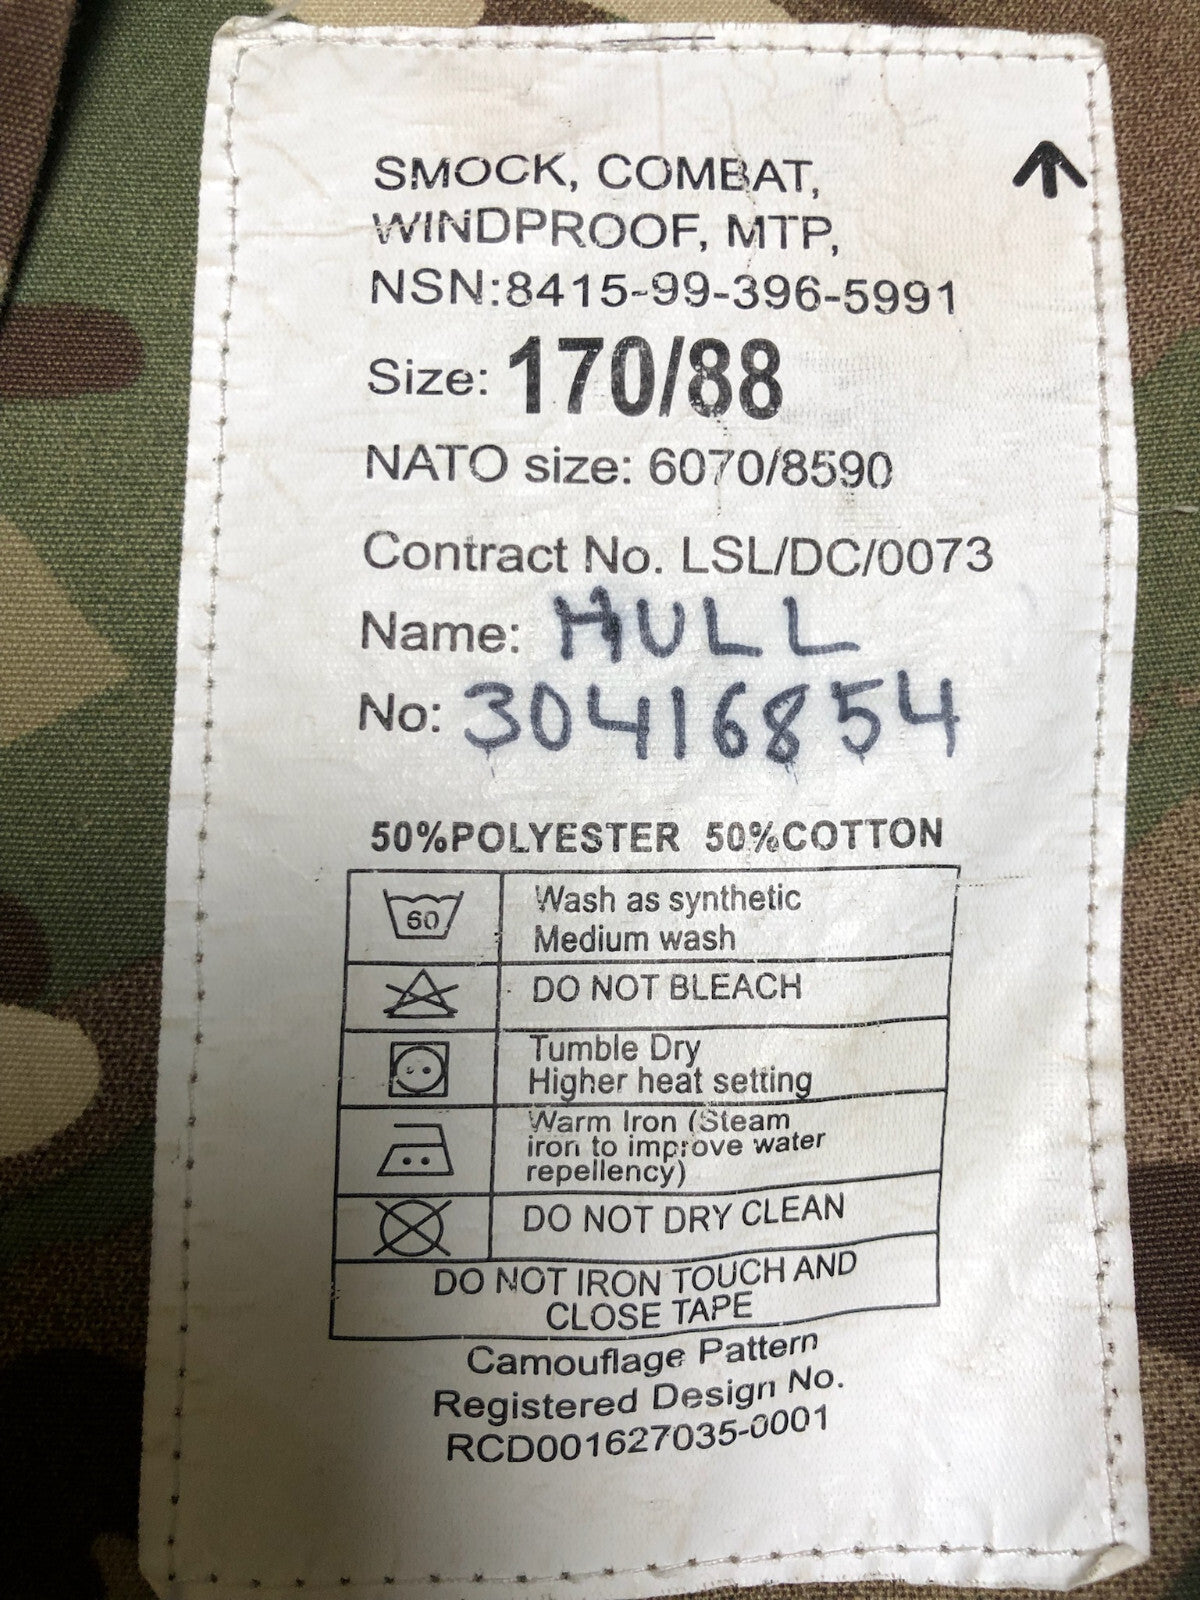 SMOCK, COMBAT,
WINDPROOF, MTP,
NSN:8415-99-396-5991
Size: 170/88
NATO size: 6070/8590
Contract No. LSL/DC/0073
Name: HULL
No: 30416854
50%POLYESTER 50%COTTON
60
Wash as synthetic
Medium wash
DO NOT BLEACH
Tumble Dry
Higher heat setting
Warm Iron (Steam
iron to improve water
repellency)
DO NOT DRY CLEAN
DO NOT IRON TOUCH AND
CLOSE TAPE
Camouflage Pattern
Registered Design No.
RCD001627035-0001